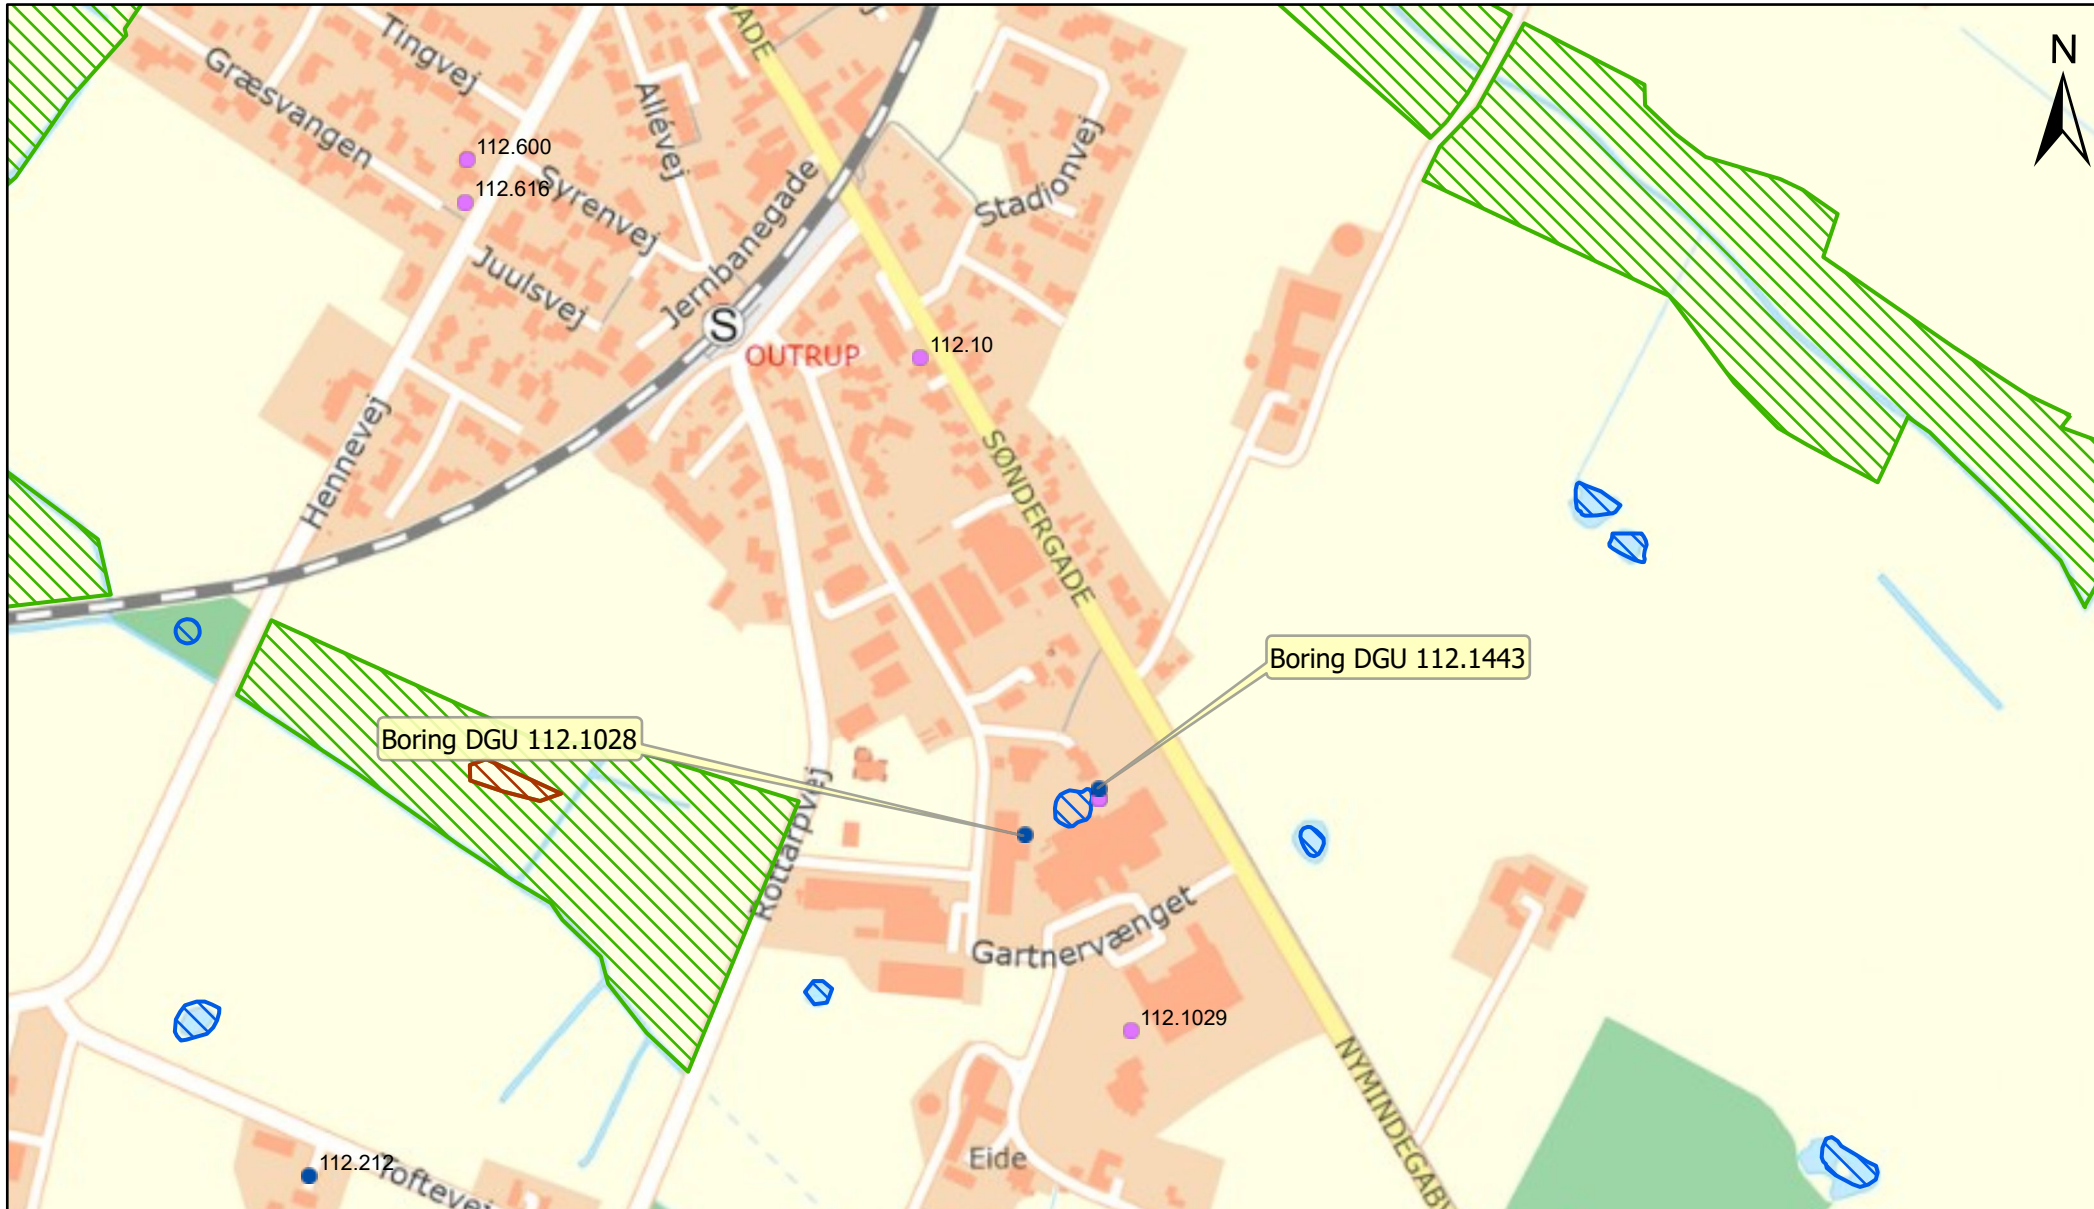 N
Tingvej
Græsvangen
Allévej
112.600
112.616
Syrenvej
Juulsvej
Jernbanegade
Stadionvej
S
OUTRUP
112.10
Hennevej
SØNDERGADE
Boring DGU 112.1443
Boring DGU 112.1028
Rottarpvej
Gartnervænget
112.1029
Eide
112.212
Toftevej